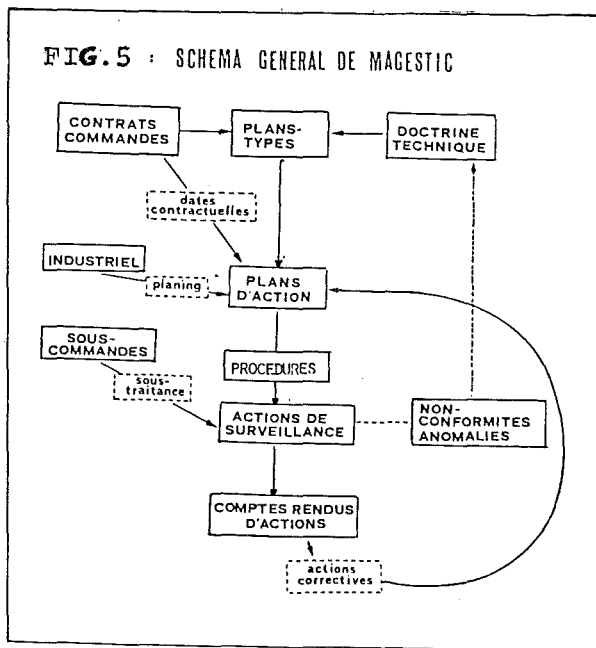 FIG.5 : SCHEMA GENERAL DE MAGESTIC
CONTRATS
COMMANDES
PLANS-
TYPES
DOCTRINE
TECHNIQUE
dates
contractuelles
INDUSTRIEL
planing
PLANS
D'ACTION
SOUS-
COMMANDES
sous-
traitance
PROCEDURES
ACTIONS DE
SURVEILLANCE
NON-
CONFORMITES
ANOMALIES
COMPTES RENDUS
D'ACTIONS
actions
correctives